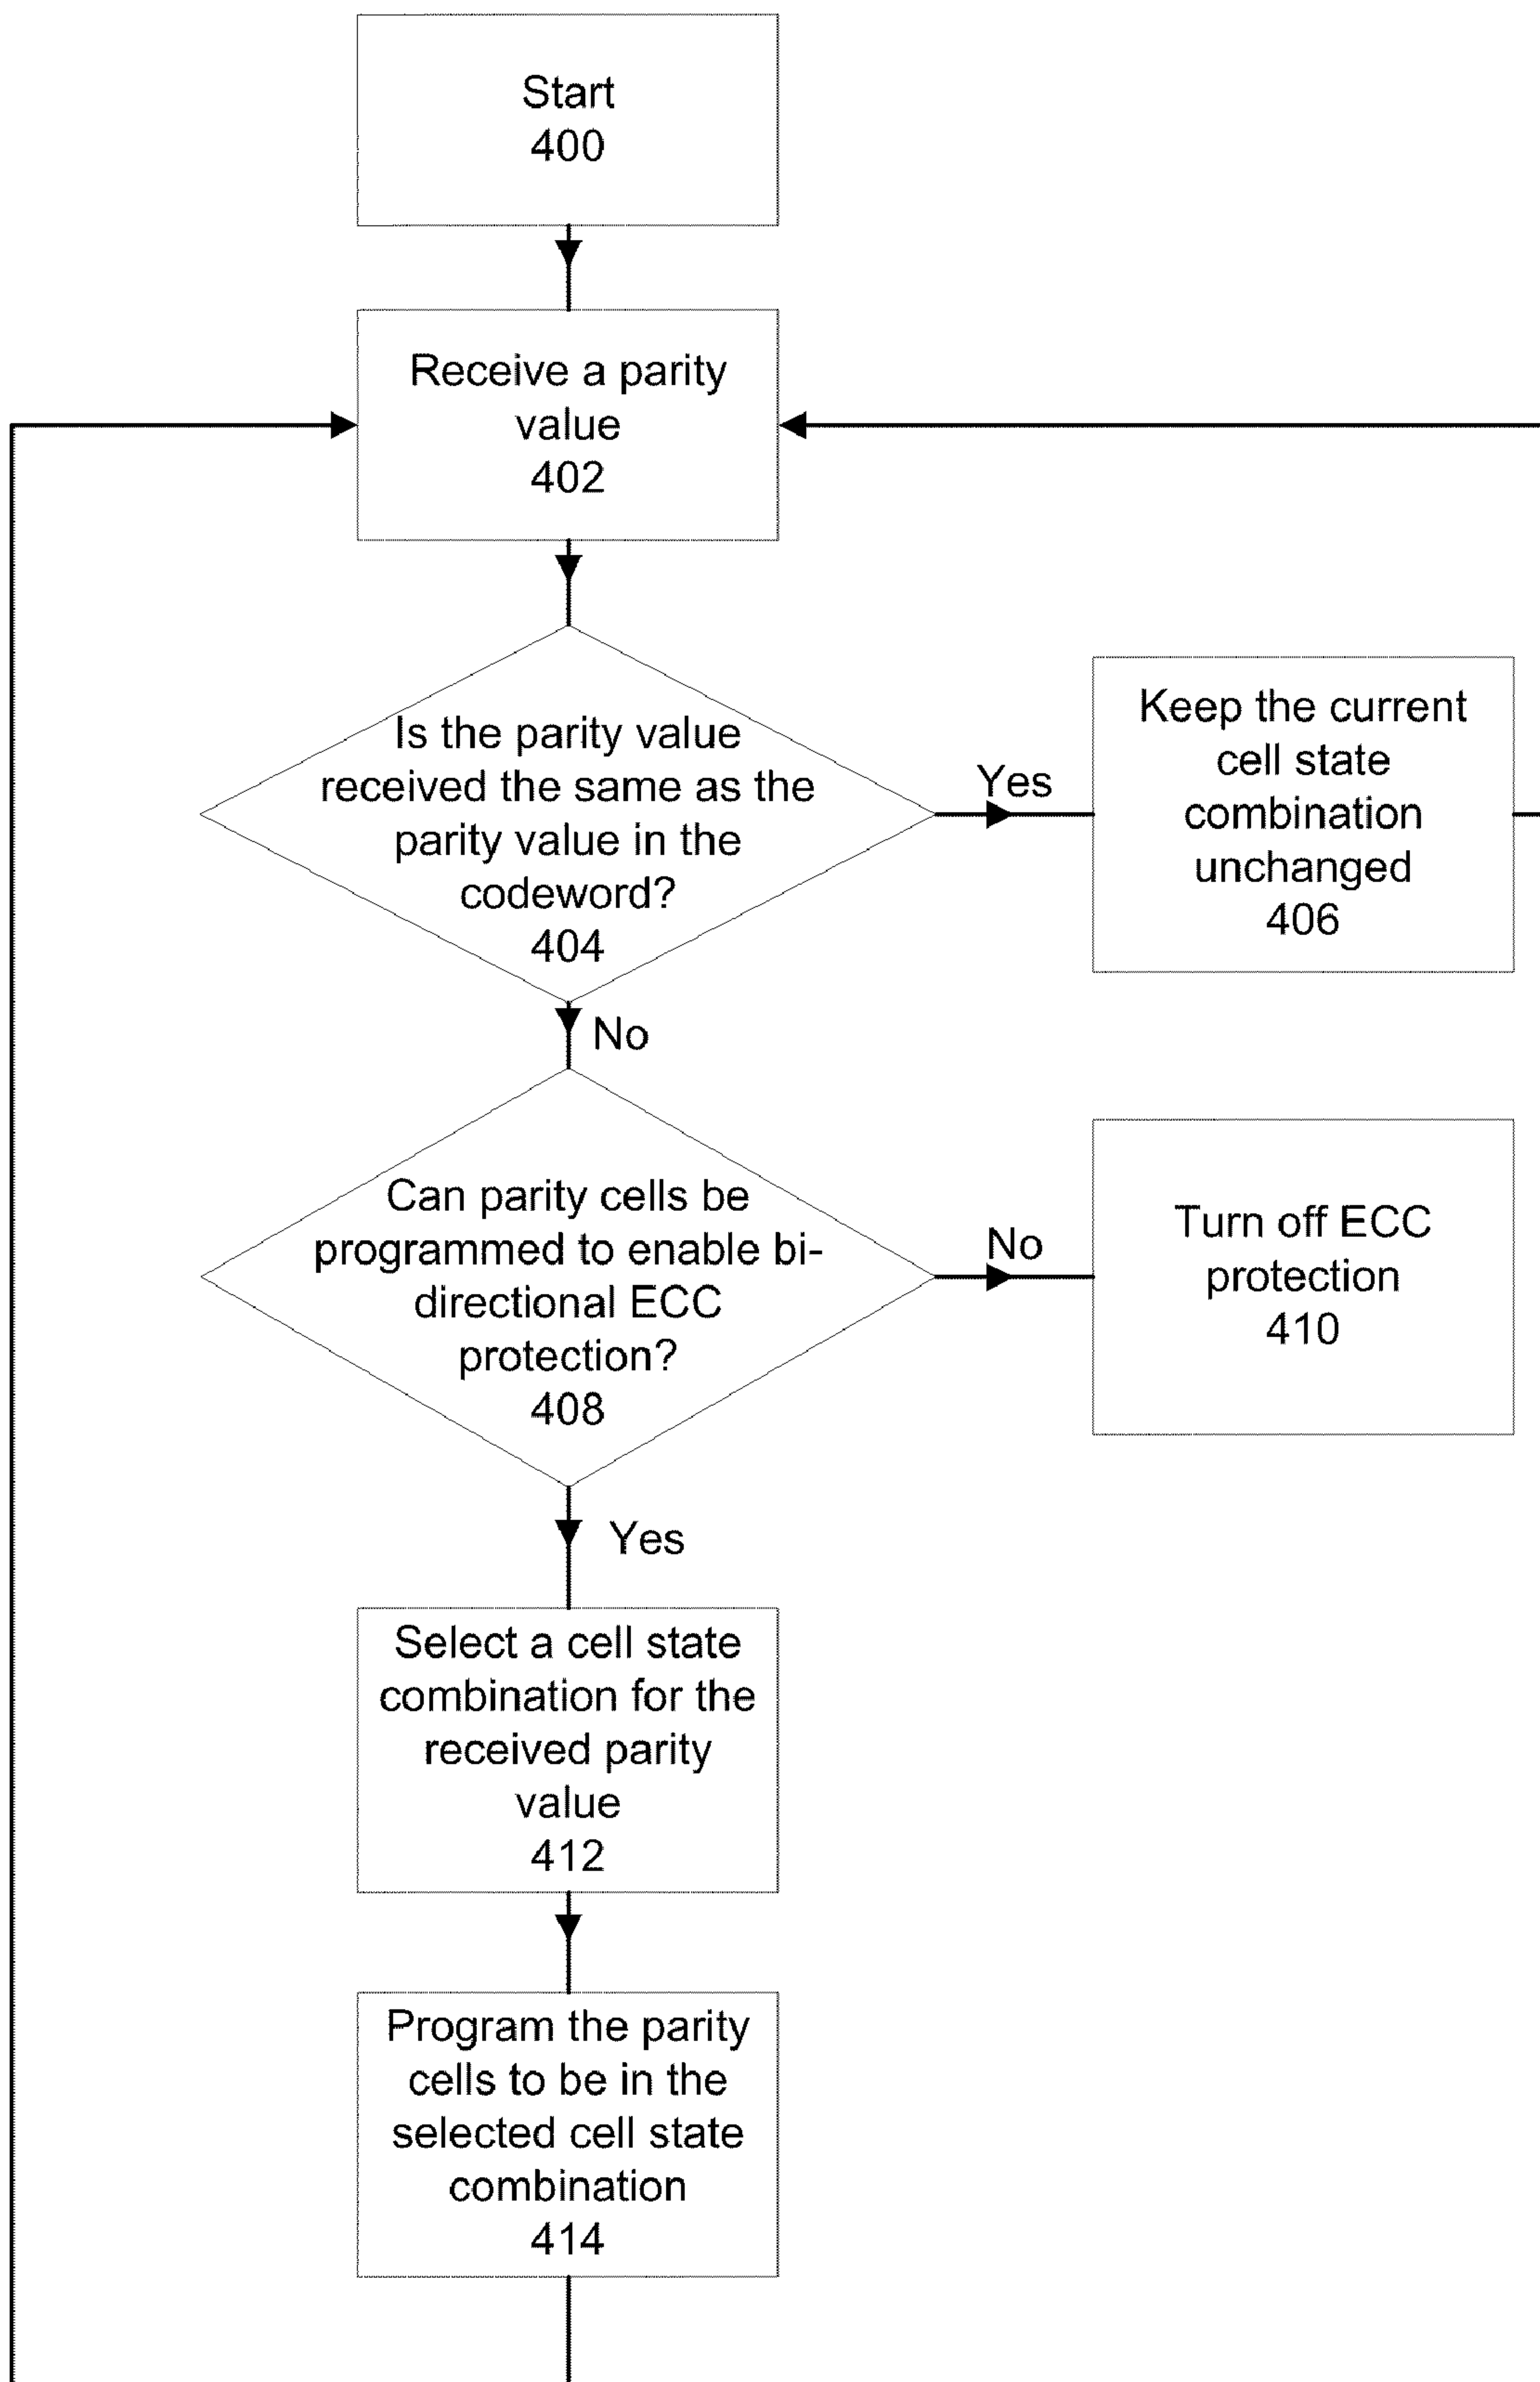 Start
400
Receive a parity
value
402
Is the parity value
received the same as the
parity value in the
codeword?
404
Yes
Keep the current
cell state
combination
unchanged
406
No
Can parity cells be
programmed to enable bi-
directional ECC
protection?
408
No
Turn off ECC
protection
410
Yes
Select a cell state
combination for the
received parity
value
412
Program the parity
cells to be in the
selected cell state
combination
414